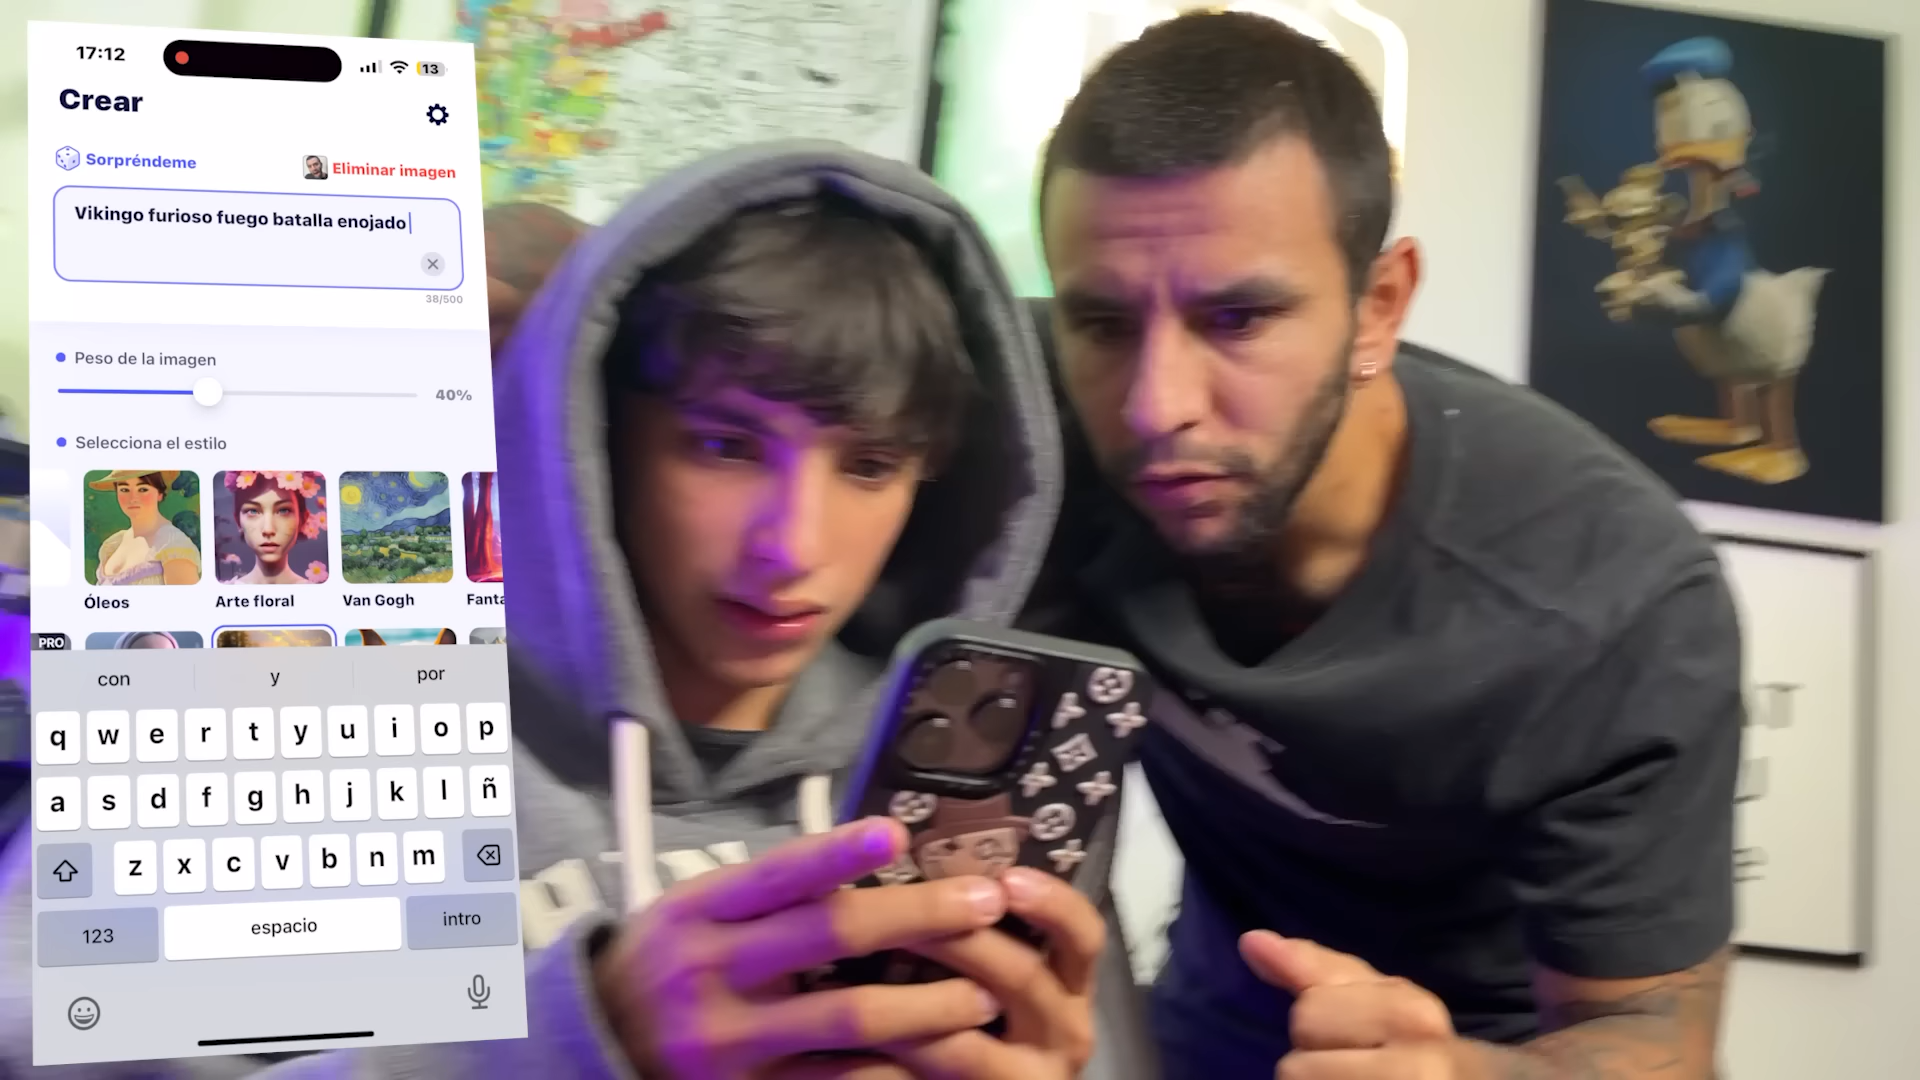 17:12
13
Crear
Sorpréndeme
Eliminar imagen
Vikingo furioso fuego batalla enojado
38/500
Peso de la imagen
40%
Selecciona el estilo
Óleos
Arte floral
Van Gogh
Fanta
PRO
con y por
q w e r t y u i o p
a s d f g h j k l ñ
z x c v b n m
123 espacio intro